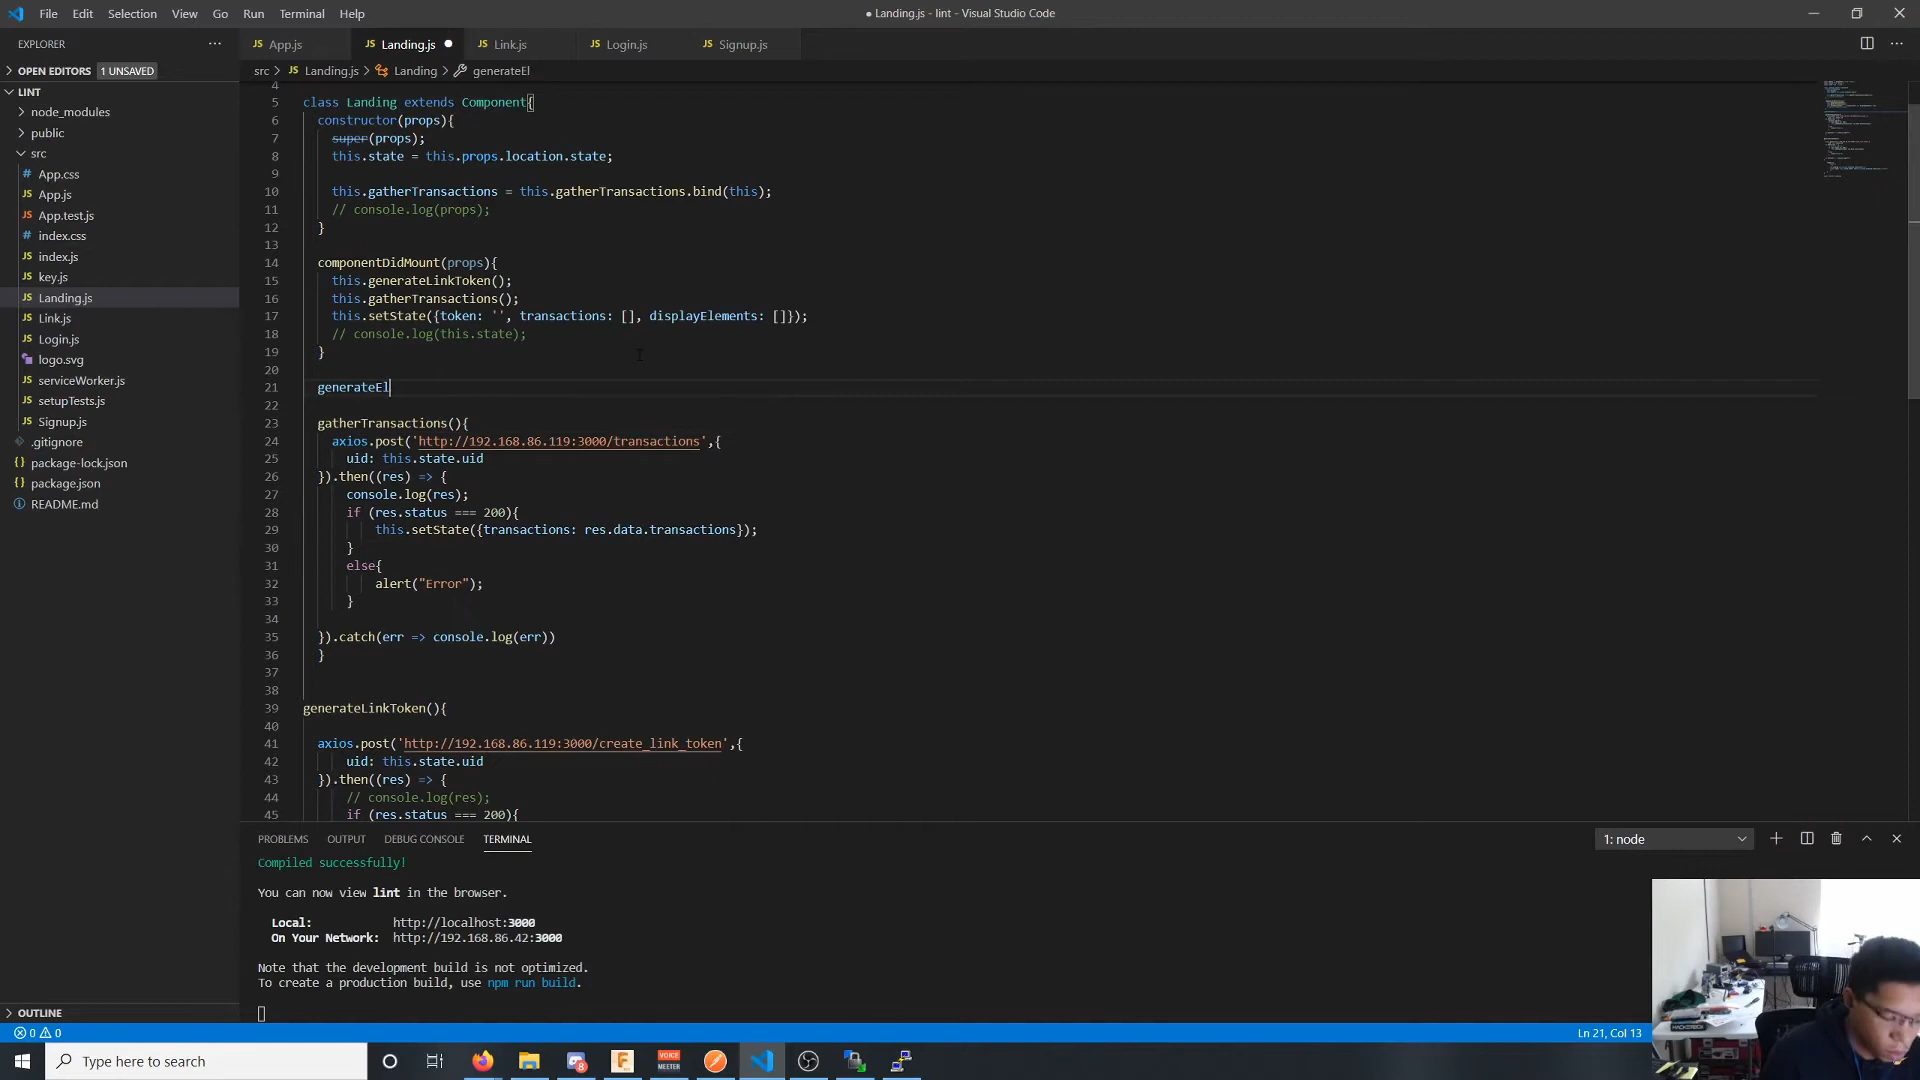 File Edit Selection View Go Run Terminal Help
● Landing.js - lint - Visual Studio Code
EXPLORER
OPEN EDITORS 1 UNSAVED
LINT
node_modules
public
src
App.css
App.js
App.test.js
index.css
index.js
key.js
Landing.js
Link.js
Login.js
logo.svg
serviceWorker.js
setupTests.js
Signup.js
.gitignore
package-lock.json
package.json
README.md
OUTLINE
App.js Landing.js Link.js Login.js Signup.js
src > Landing.js > Landing > generateEl
4
5 class Landing extends Component{
6 constructor(props){
7 super(props);
8 this.state = this.props.location.state;
9
10 this.gatherTransactions = this.gatherTransactions.bind(this);
11 // console.log(props);
12 }
13
14 componentDidMount(props){
15 this.generateLinkToken();
16 this.gatherTransactions();
17 this.setState({token: '', transactions: [], displayElements: []});
18 // console.log(this.state);
19 }
20
21 generateEl
22
23 gatherTransactions(){
24 axios.post('http://192.168.86.119:3000/transactions',{
25 uid: this.state.uid
26 }).then((res) => {
27 console.log(res);
28 if (res.status === 200){
29 this.setState({transactions: res.data.transactions});
30 }
31 else{
32 alert("Error");
33 }
34
35 }).catch(err => console.log(err))
36 }
37
38
39 generateLinkToken(){
40
41 axios.post('http://192.168.86.119:3000/create_link_token',{
42 uid: this.state.uid
43 }).then((res) => {
44 // console.log(res);
45 if (res.status === 200){
PROBLEMS OUTPUT DEBUG CONSOLE TERMINAL
1: node
Compiled successfully!
You can now view lint in the browser.
Local: http://localhost:3000
On Your Network: http://192.168.86.42:3000
Note that the development build is not optimized.
To create a production build, use npm run build.
0 0
Ln 21, Col 13
Type here to search
8
VOICE
MEETER